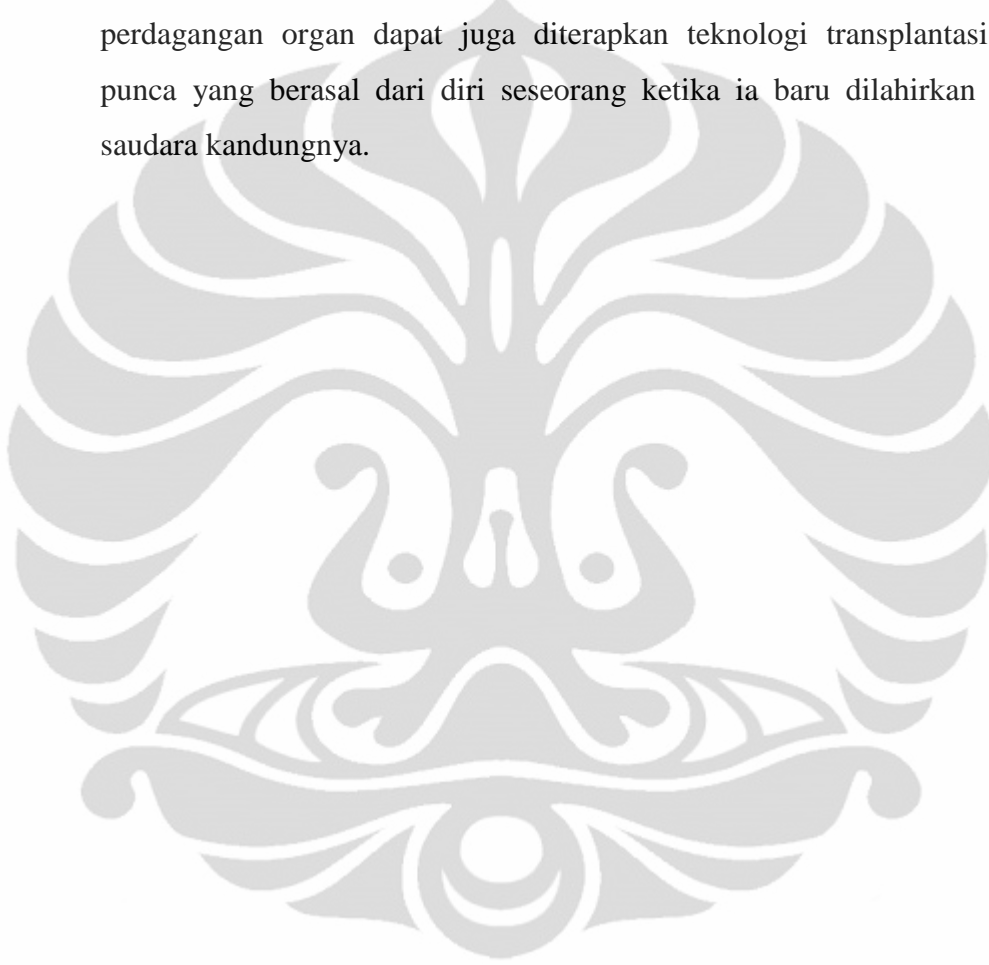 perdagangan organ dapat juga diterapkan teknologi transplantasi
punca yang berasal dari diri seseorang ketika ia baru dilahirkan
saudara kandungnya.